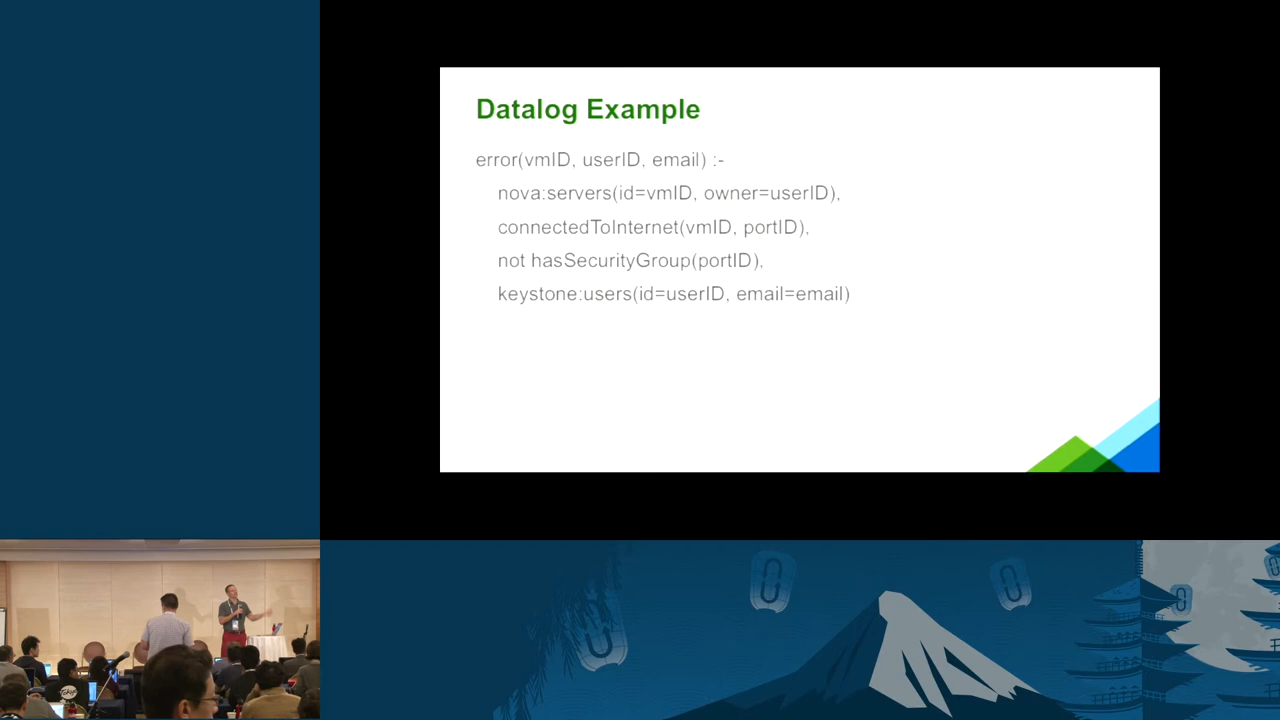 Datalog Example
error(vmID, userID, email) :-
nova:servers(id=vmID, owner=userID),
connectedToInternet(vmID, portID),
not hasSecurityGroup(portID),
keystone:users(id=userID, email=email)